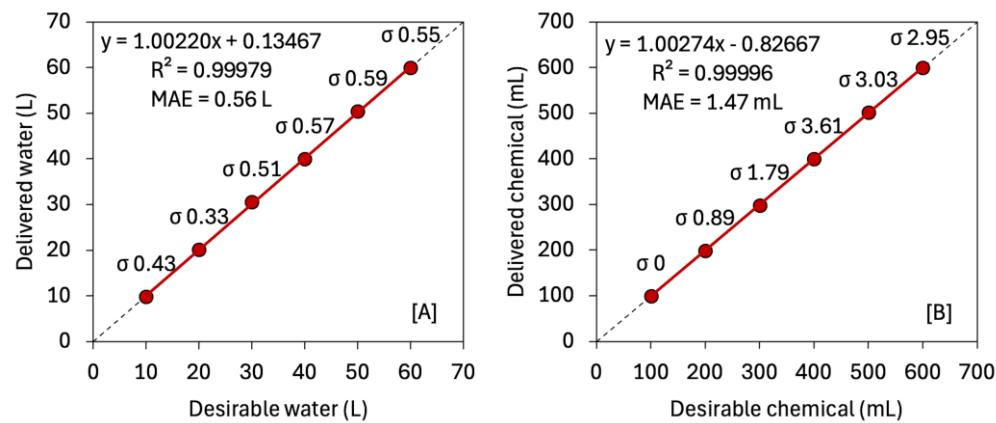 70
60
50
40
30
20
10
0
Delivered water (L)
y = 1.00220x + 0.13467
R² = 0.99979
MAE = 0.56 L
σ 0.43
σ 0.33
σ 0.51
σ 0.57
σ 0.59
σ 0.55
[A]
0 10 20 30 40 50 60 70
Desirable water (L)
700
600
500
400
300
200
100
0
Delivered chemical (mL)
y = 1.00274x - 0.82667
R² = 0.99996
MAE = 1.47 mL
σ 0
σ 0.89
σ 1.79
σ 3.61
σ 3.03
σ 2.95
[B]
0 100 200 300 400 500 600 700
Desirable chemical (mL)